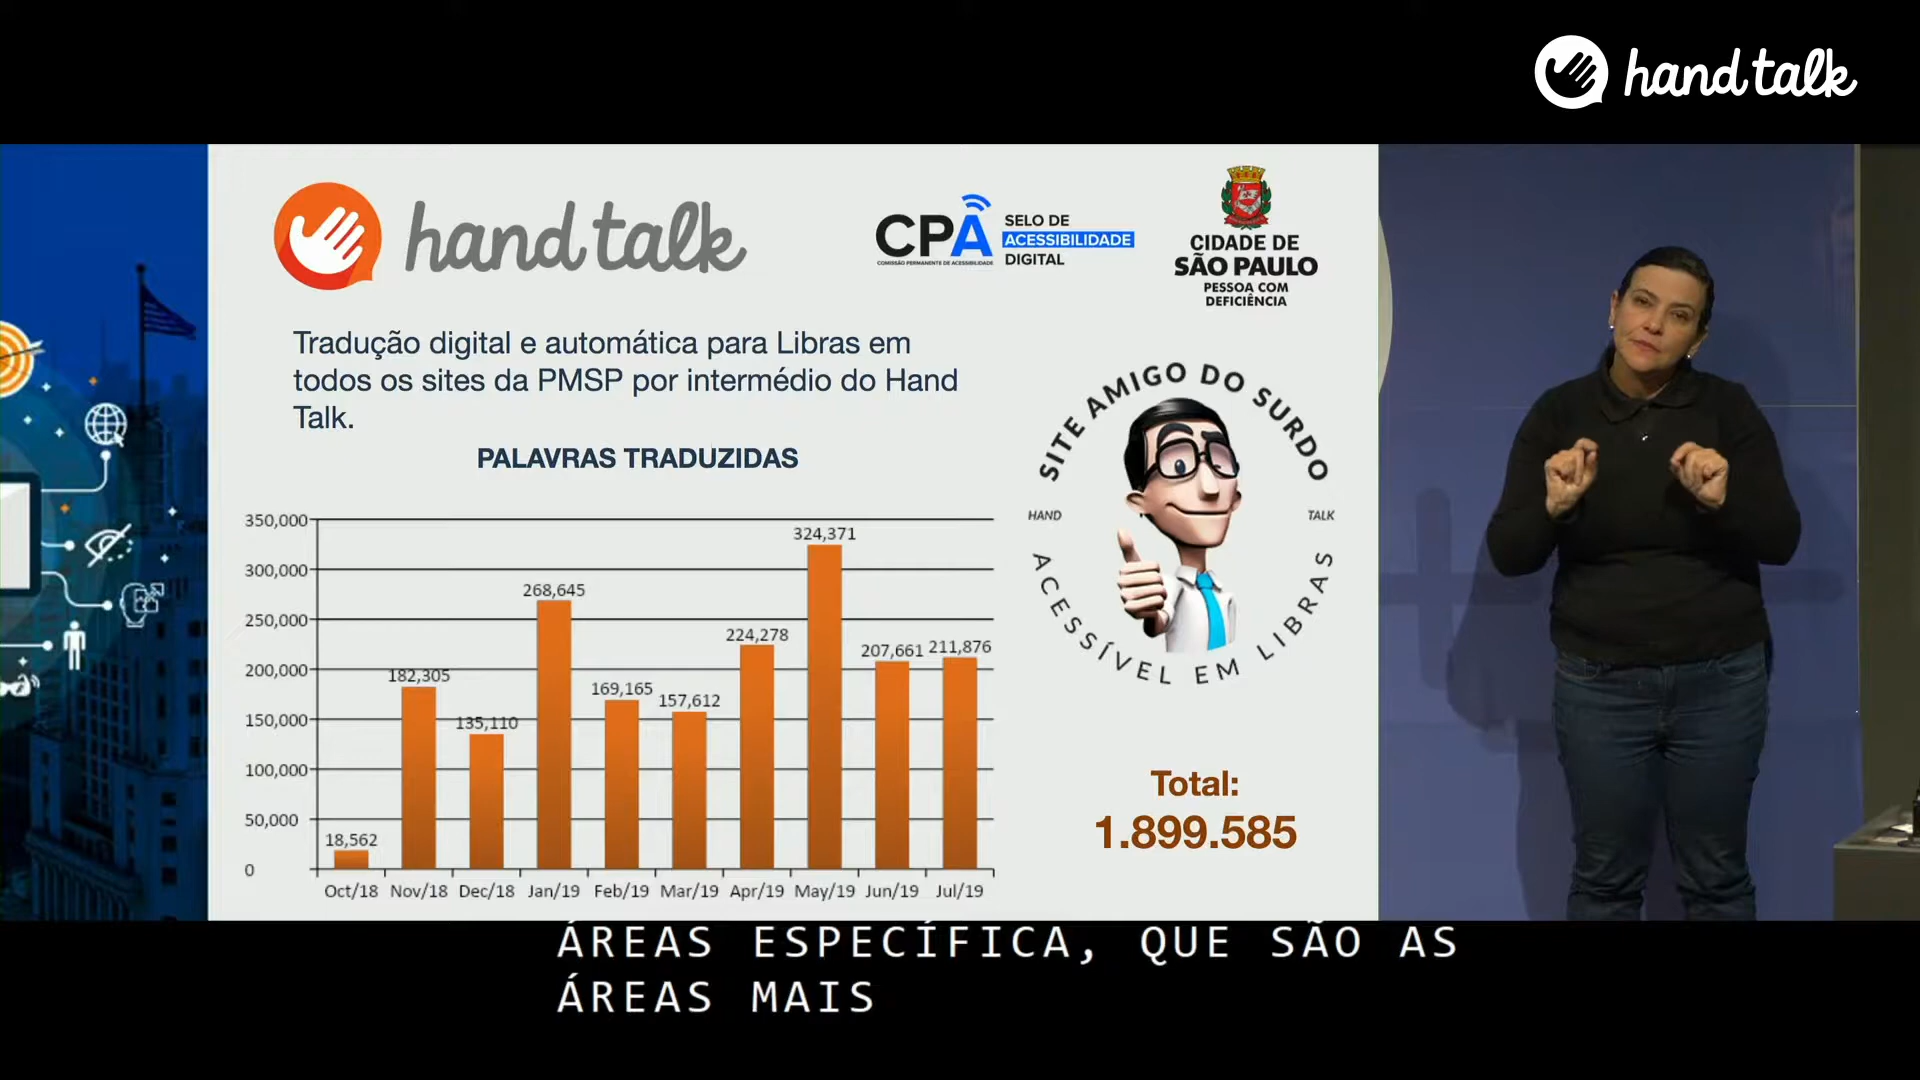 hand talk
hand talk
CPA
COMISSÃO PERMANENTE DE ACESSIBILIDADE
SELO DE
ACESSIBILIDADE
DIGITAL
CIDADE DE
SÃO PAULO
PESSOA COM
DEFICIÊNCIA
Tradução digital e automática para Libras em
todos os sites da PMSP por intermédio do Hand
Talk.
PALAVRAS TRADUZIDAS
350,000
300,000
250,000
200,000
150,000
100,000
50,000
0
18,562
182,305
135,110
268,645
169,165
157,612
224,278
324,371
207,661
211,876
Oct/18 Nov/18 Dec/18 Jan/19 Feb/19 Mar/19 Apr/19 May/19 Jun/19 Jul/19
SITE AMIGO DO SURDO
HAND TALK
ACESSÍVEL EM LIBRAS
Total:
1.899.585
ÁREAS ESPECÍFICA, QUE SÃO AS
ÁREAS MAIS